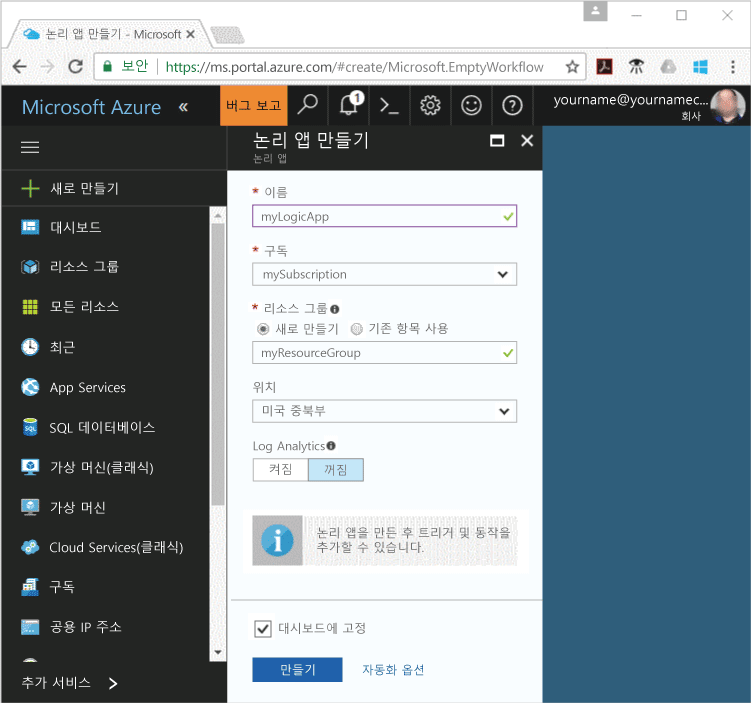 논리 앱 만들기 - Microsoft
보안 https://ms.portal.azure.com/#create/Microsoft.EmptyWorkflow
Microsoft Azure «
버그 보고
1
yourname@yournamec...
회사
새로 만들기
대시보드
리소스 그룹
모든 리소스
최근
App Services
SQL 데이터베이스
가상 머신(클래식)
가상 머신
Cloud Services(클래식)
구독
공용 IP 주소
추가 서비스
논리 앱 만들기
논리 앱
* 이름
myLogicApp
* 구독
mySubscription
* 리소스 그룹
새로 만들기 기존 항목 사용
myResourceGroup
위치
미국 중북부
Log Analytics
켜짐 꺼짐
논리 앱을 만든 후 트리거 및 동작을
추가할 수 있습니다.
대시보드에 고정
만들기 자동화 옵션